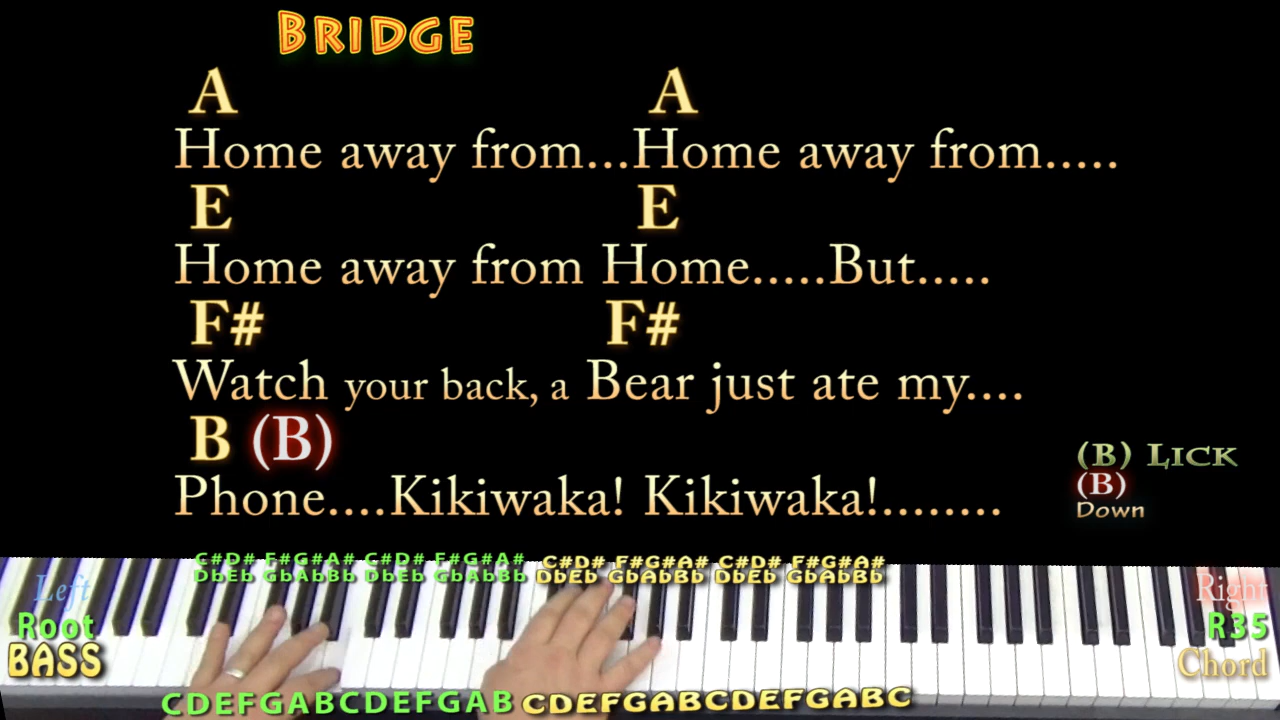 BRIDGE
A A
Home away from...Home away from.....
E E
Home away from Home.....But.....
F# F#
Watch your back, a Bear just ate my....
B (B)
Phone....Kikiwaka! Kikiwaka!........
(B) LICK
(B)
Down
C#D# F#G#A# C#D# F#G#A# C#D# F#G#A# C#D# F#G#A#
DbEb GbAbBb DbEb GbAbBb DbEb GbAbBb DbEb GbAbBb
Left
Root
BASS
Right
R35
Chord
CDEFGABCDEFGAB CDEFGABCDEFGABC